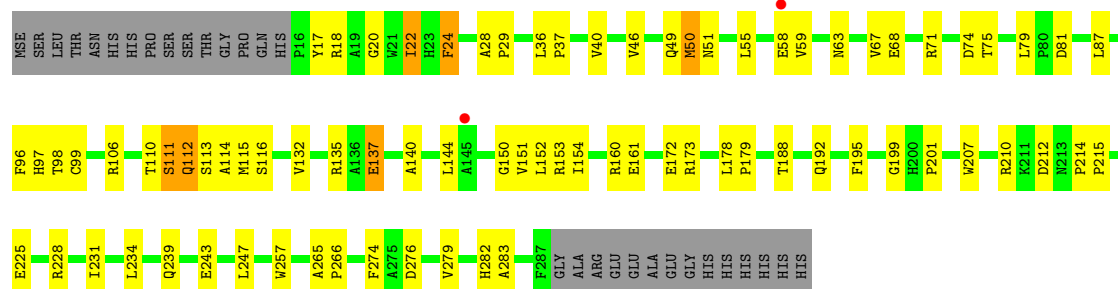 MSE SER LEU THR ASN HIS HIS PRO SER SER THR GLY PRO GLN HIS P16 Y17 R18 A19 G20 W21 I22 H23 F24 A28 P29 L36 P37 V40 V46 Q49 M50 N51 L55 E58 V59 N63 V67 E68 R71 D74 T75 L79 P80 D81 L87
F96 H97 T98 C99 R106 T110 S111 Q112 S113 A114 M115 S116 V132 R135 A136 E137 A140 L144 A145 G150 V151 L152 R153 I154 R160 E161 E172 R173 L178 P179 T188 Q192 F195 G199 H200 P201 W207 R210 K211 D212 N213 P214 P215
E225 R228 I231 L234 Q239 E243 L247 W257 A265 P266 F274 A275 D276 V279 H282 A283 F287 GLY ALA ARG GLU GLU ALA GLU GLY HIS HIS HIS HIS HIS HIS